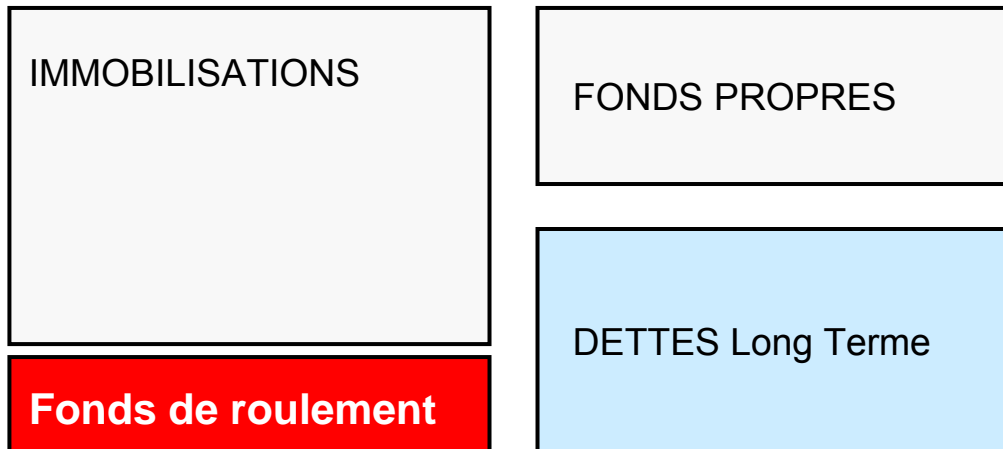 IMMOBILISATIONS
FONDS PROPRES
DETTES Long Terme
Fonds de roulement